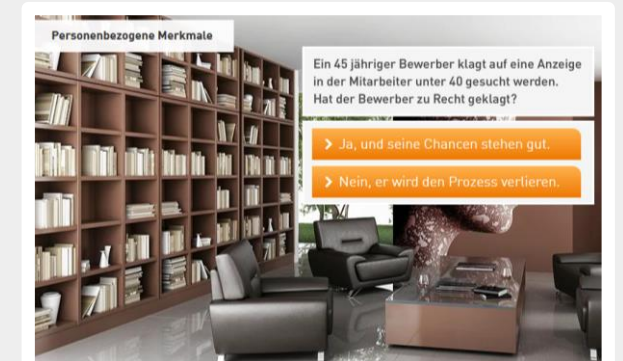 Personenbezogene Merkmale
Ein 45 jähriger Bewerber klagt auf eine Anzeige
in der Mitarbeiter unter 40 gesucht werden.
Hat der Bewerber zu Recht geklagt?
Ja, und seine Chancen stehen gut.
Nein, er wird den Prozess verlieren.